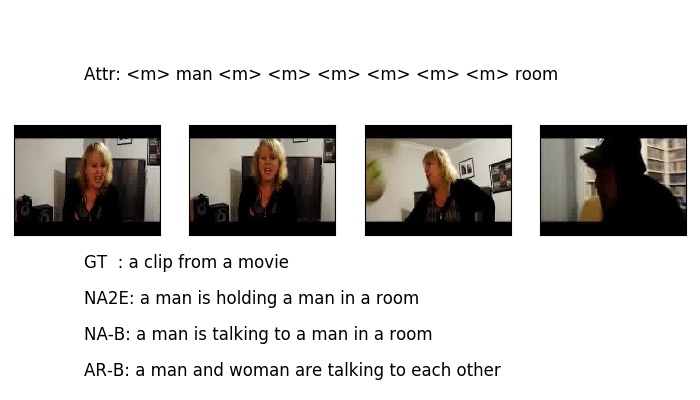 Attr: <m> man <m> <m> <m> <m> <m> <m> room
GT  : a clip from a movie
NA2E: a man is holding a man in a room
NA-B: a man is talking to a man in a room
AR-B: a man and woman are talking to each other